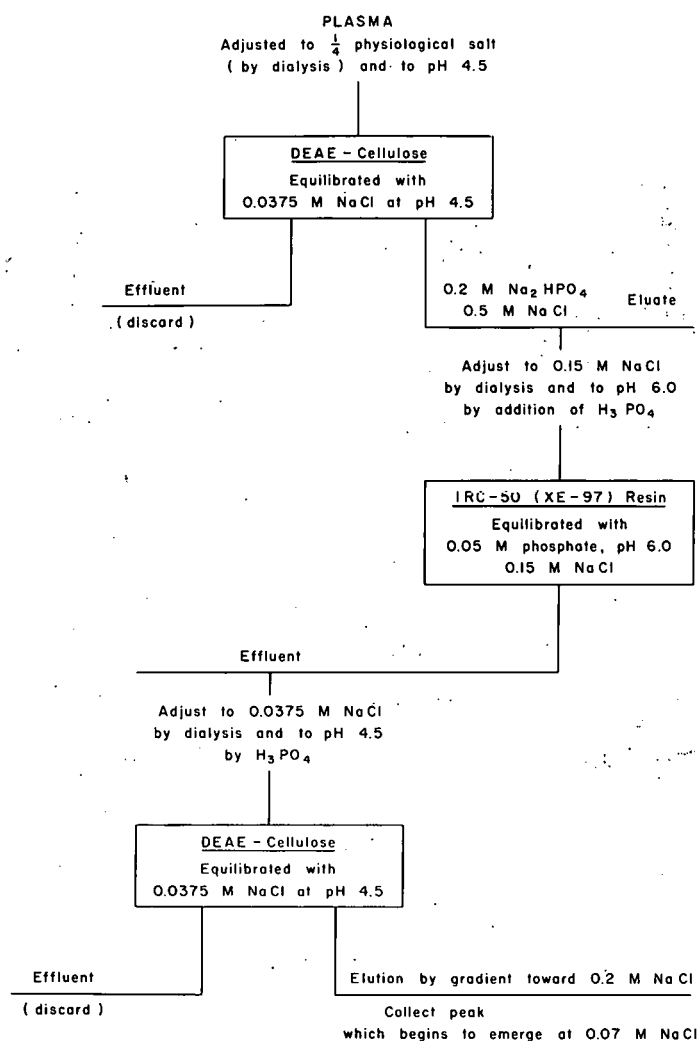 PLASMA
Adjusted to 1/4 physiological salt
(by dialysis) and to pH 4.5
DEAE-Cellulose
Equilibrated with
0.0375 M NaCl at pH 4.5
Effluent
(discard)
0.2 M Na2HPO4
0.5 M NaCl
Eluate
Adjust to 0.15 M NaCl
by dialysis and to pH 6.0
by addition of H3PO4
IRC-50 (XE-97) Resin
Equilibrated with
0.05 M phosphate, pH 6.0
0.15 M NaCl
Effluent
Adjust to 0.0375 M NaCl
by dialysis and to pH 4.5
by H3PO4
DEAE-Cellulose
Equilibrated with
0.0375 M NaCl at pH 4.5
Effluent
(discard)
Elution by gradient toward 0.2 M NaCl
Collect peak
which begins to emerge at 0.07 M NaCl